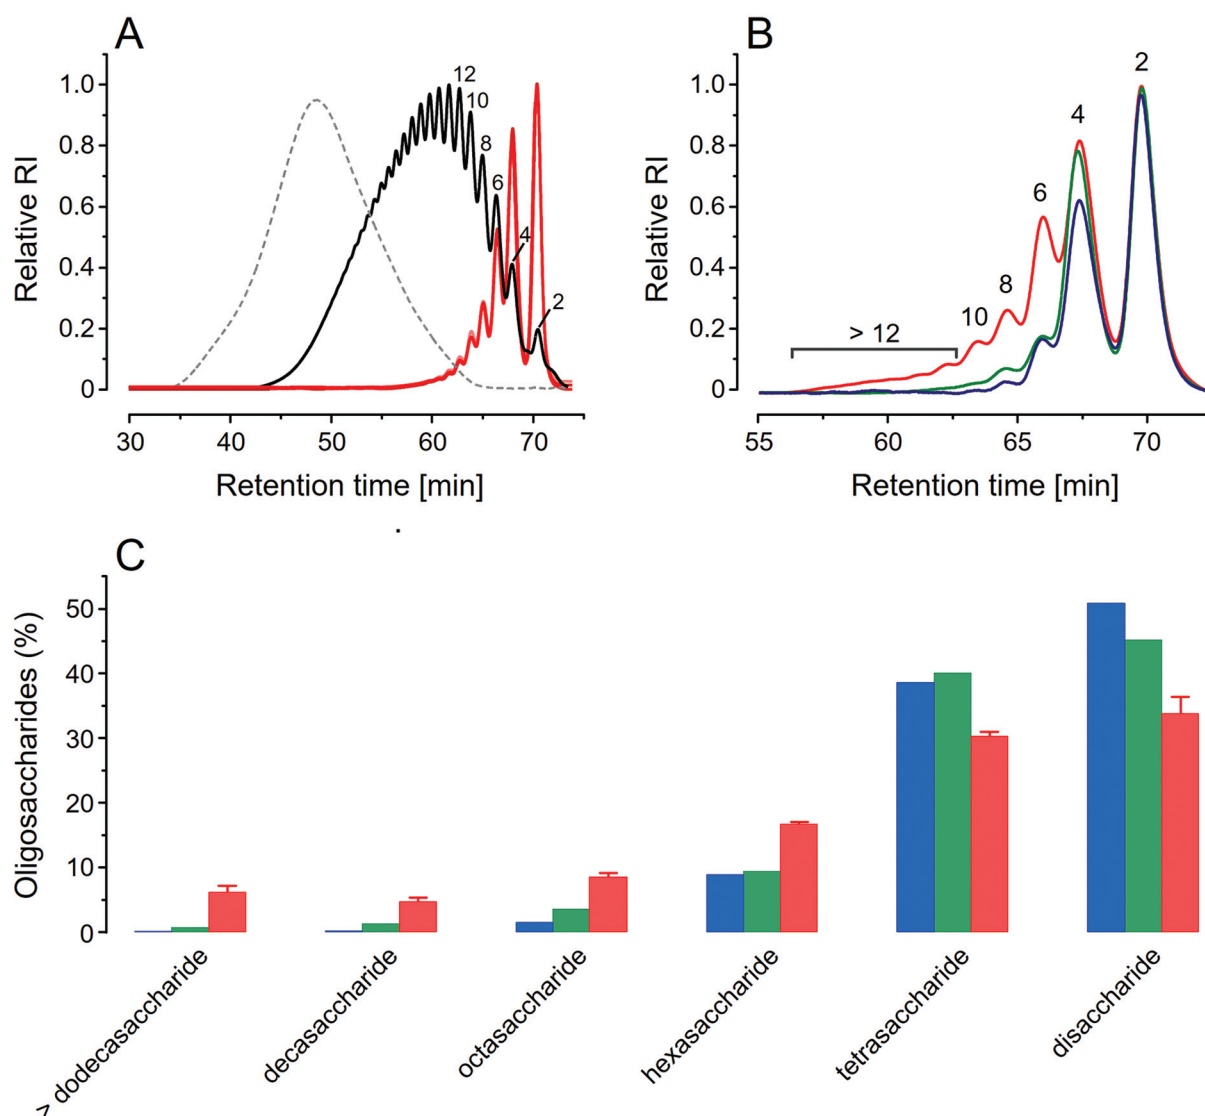 A
1.0
0.8
0.6
0.4
0.2
0
Relative RI
12
10
8
6
4
2
30 40 50 60 70
Retention time [min]
B
1.0
0.8
0.6
0.4
0.2
0
Relative RI
2
4
6
8
10
> 12
55 60 65 70
Retention time [min]
C
50
40
30
20
10
0
Oligosaccharides (%)
> dodecasaccharide
decasaccharide
octasaccharide
hexasaccharide
tetrasaccharide
disaccharide